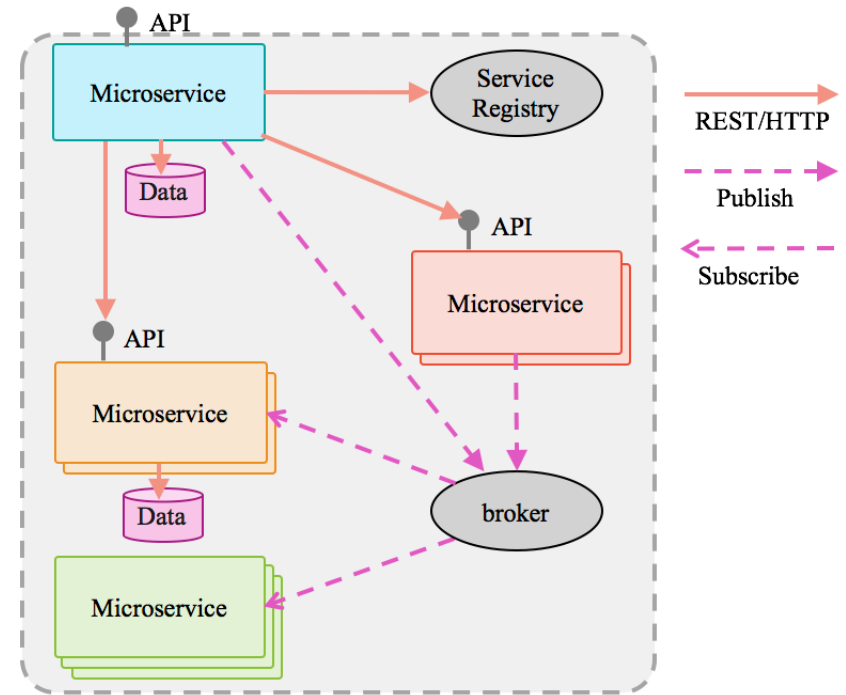 API
Microservice
Service
Registry
REST/HTTP
Data
Publish
API
Subscribe
Microservice
API
Microservice
Data
broker
Microservice